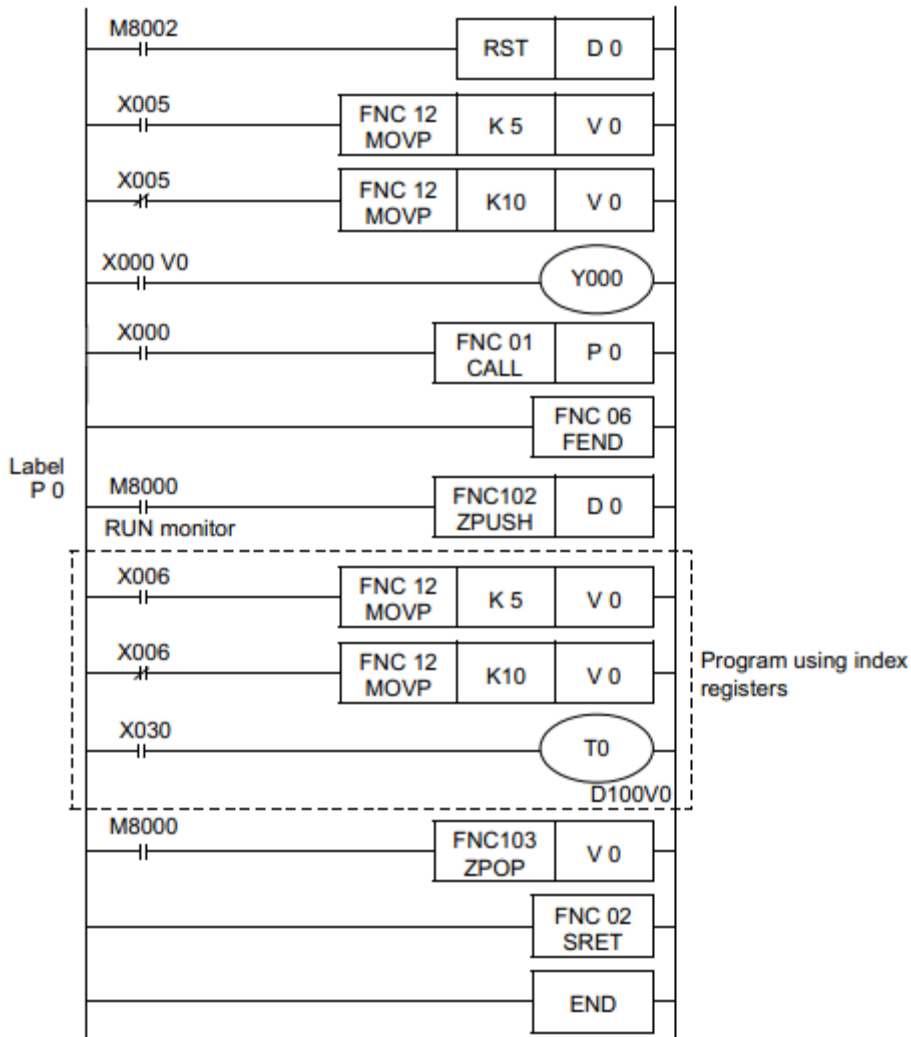 M8002
RST D 0
X005
FNC 12 MOVP K 5 V 0
X005
FNC 12 MOVP K10 V 0
X000 V0
Y000
X000
FNC 01 CALL P 0
FNC 06 FEND
Label P 0
M8000
RUN monitor
FNC102 ZPUSH D 0
X006
FNC 12 MOVP K 5 V 0
X006
FNC 12 MOVP K10 V 0
Program using index
registers
X030
T0
D100V0
M8000
FNC103 ZPOP V 0
FNC 02 SRET
END